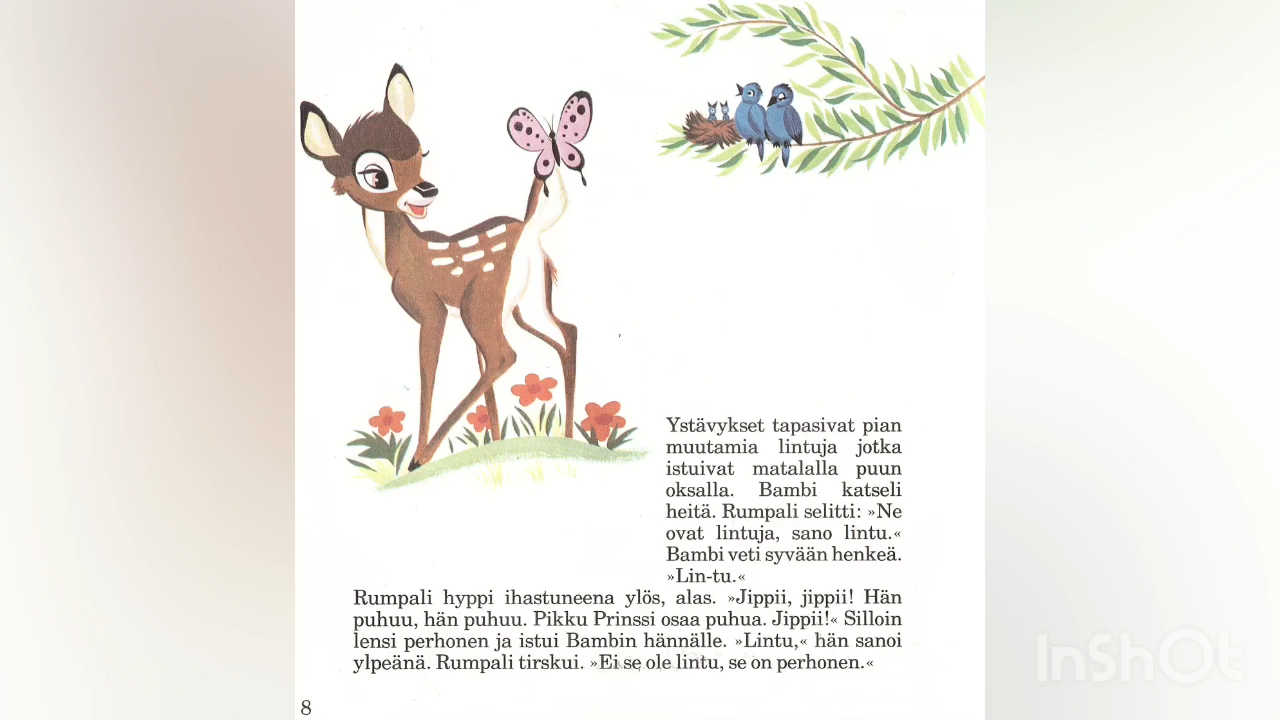 Ystävykset tapasivat pian
muutamia lintuja jotka
istuivat matalalla puun
oksalla. Bambi katseli
heitä. Rumpali selitti: »Ne
ovat lintuja, sano lintu.«
Bambi veti syvään henkeä.
»Lin-tu.«
Rumpali hyppi ihastuneena ylös, alas. »Jippii, jippii! Hän
puhuu, hän puhuu. Pikku Prinssi osaa puhua. Jippii!« Silloin
lensi perhonen ja istui Bambin hännälle. »Lintu,« hän sanoi
ylpeänä. Rumpali tirskui. »Ei se ole lintu, se on perhonen.«
8
InShOt